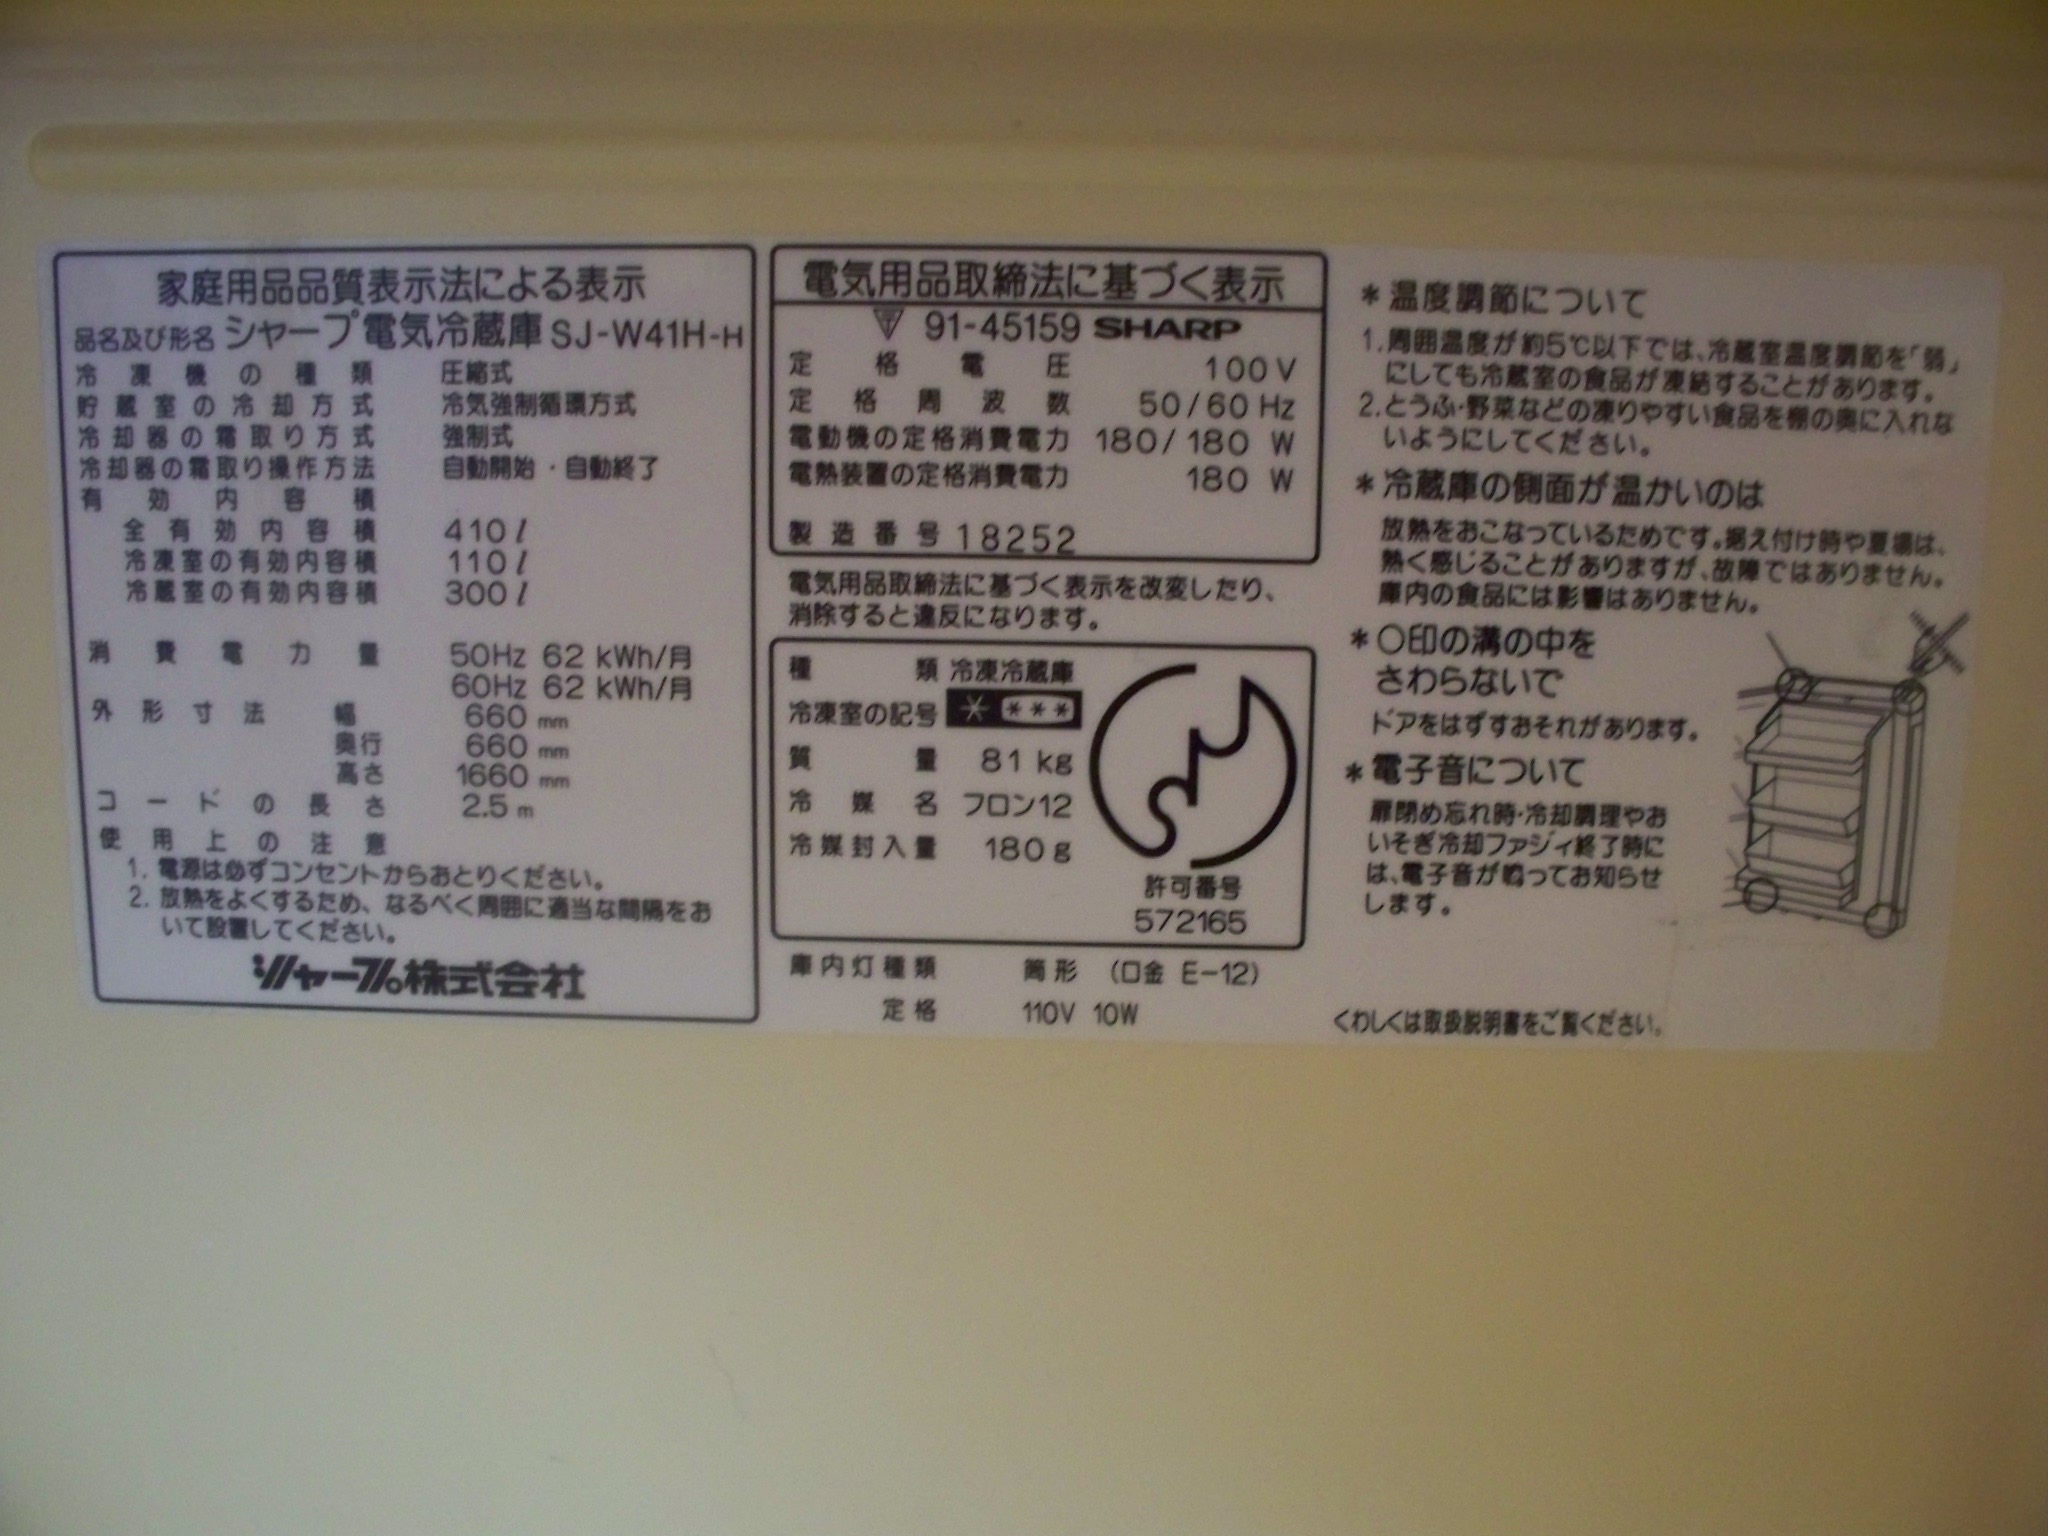 家庭用品品質表示法による表示
品名及び形名 シャープ電気冷蔵庫 SJ-W41H-H
冷凍機の種類 圧縮式
貯蔵室の冷却方式 冷気強制循環方式
冷却器の霜取り方式 強制式
冷却器の霜取り操作方法 自動開始・自動終了
有効内容積
全有効内容積 410ℓ
冷凍室の有効内容積 110ℓ
冷蔵室の有効内容積 300ℓ
消費電力量 50Hz 62 kWh/月
60Hz 62 kWh/月
外形寸法 幅 660 mm
奥行 660 mm
高さ 1660 mm
コードの長さ 2.5 m
使用上の注意
1. 電源は必ずコンセントからおとりください。
2. 放熱をよくするため、なるべく周囲に適当な間隔をお
いて設置してください。
シャープ株式会社
電気用品取締法に基づく表示
91-45159 SHARP
定格電圧 100V
定格周波数 50/60 Hz
電動機の定格消費電力 180/180 W
電熱装置の定格消費電力 180 W
製造番号 18252
電気用品取締法に基づく表示を改変したり、
消除すると違反になります。
種類 冷凍冷蔵庫
冷凍室の記号 * ***
質量 81 kg
冷媒名 フロン12
冷媒封入量 180g
許可番号
572165
庫内灯種類 筒形 (口金 E-12)
定格 110V 10W
* 温度調節について
1. 周囲温度が約5℃以下では、冷蔵室温度調節を「弱」
にしても冷蔵室の食品が凍結することがあります。
2. とうふ・野菜などの凍りやすい食品を棚の奥に入れな
いようにしてください。
* 冷蔵庫の側面が温かいのは
放熱をおこなっているためです。据え付け時や夏場は、
熱く感じることがありますが、故障ではありません。
庫内の食品には影響はありません。
* 〇印の溝の中を
さわらないで
ドアをはずすおそれがあります。
* 電子音について
扉閉め忘れ時・冷却調理やお
いそぎ冷却ファジィ終了時に
は、電子音が鳴ってお知らせ
します。
くわしくは取扱説明書をご覧ください。